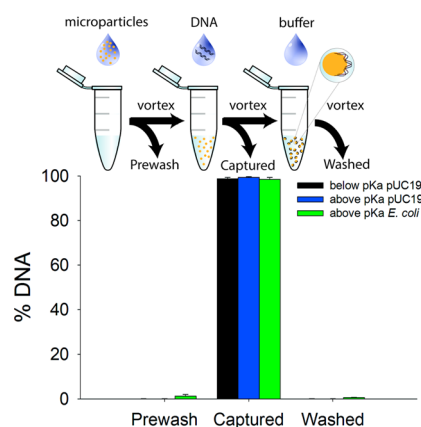 microparticles DNA buffer
vortex vortex vortex
Prewash Captured Washed
100
80
60
40
20
0
% DNA
below pKa pUC19
above pKa pUC19
above pKa E. coli
Prewash Captured Washed